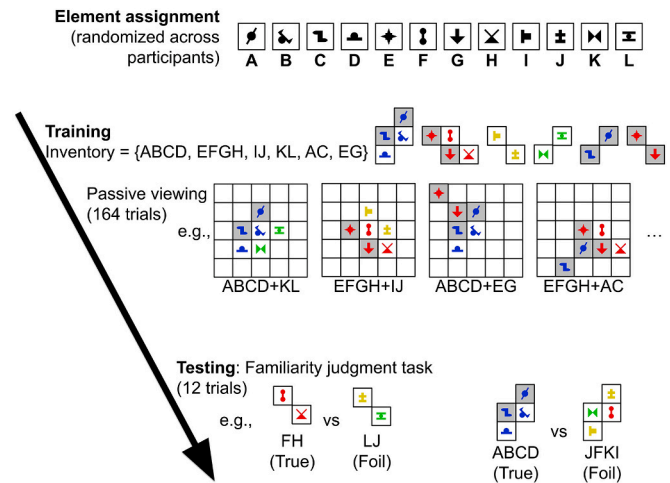 Element assignment
(randomized across
participants)
A B C D E F G H I J K L
Training
Inventory = {ABCD, EFGH, IJ, KL, AC, EG}
Passive viewing
(164 trials)
e.g.,
...
ABCD+KL EFGH+IJ ABCD+EG EFGH+AC
Testing: Familiarity judgment task
(12 trials)
e.g., vs vs
FH LJ ABCD JFKI
(True) (Foil) (True) (Foil)